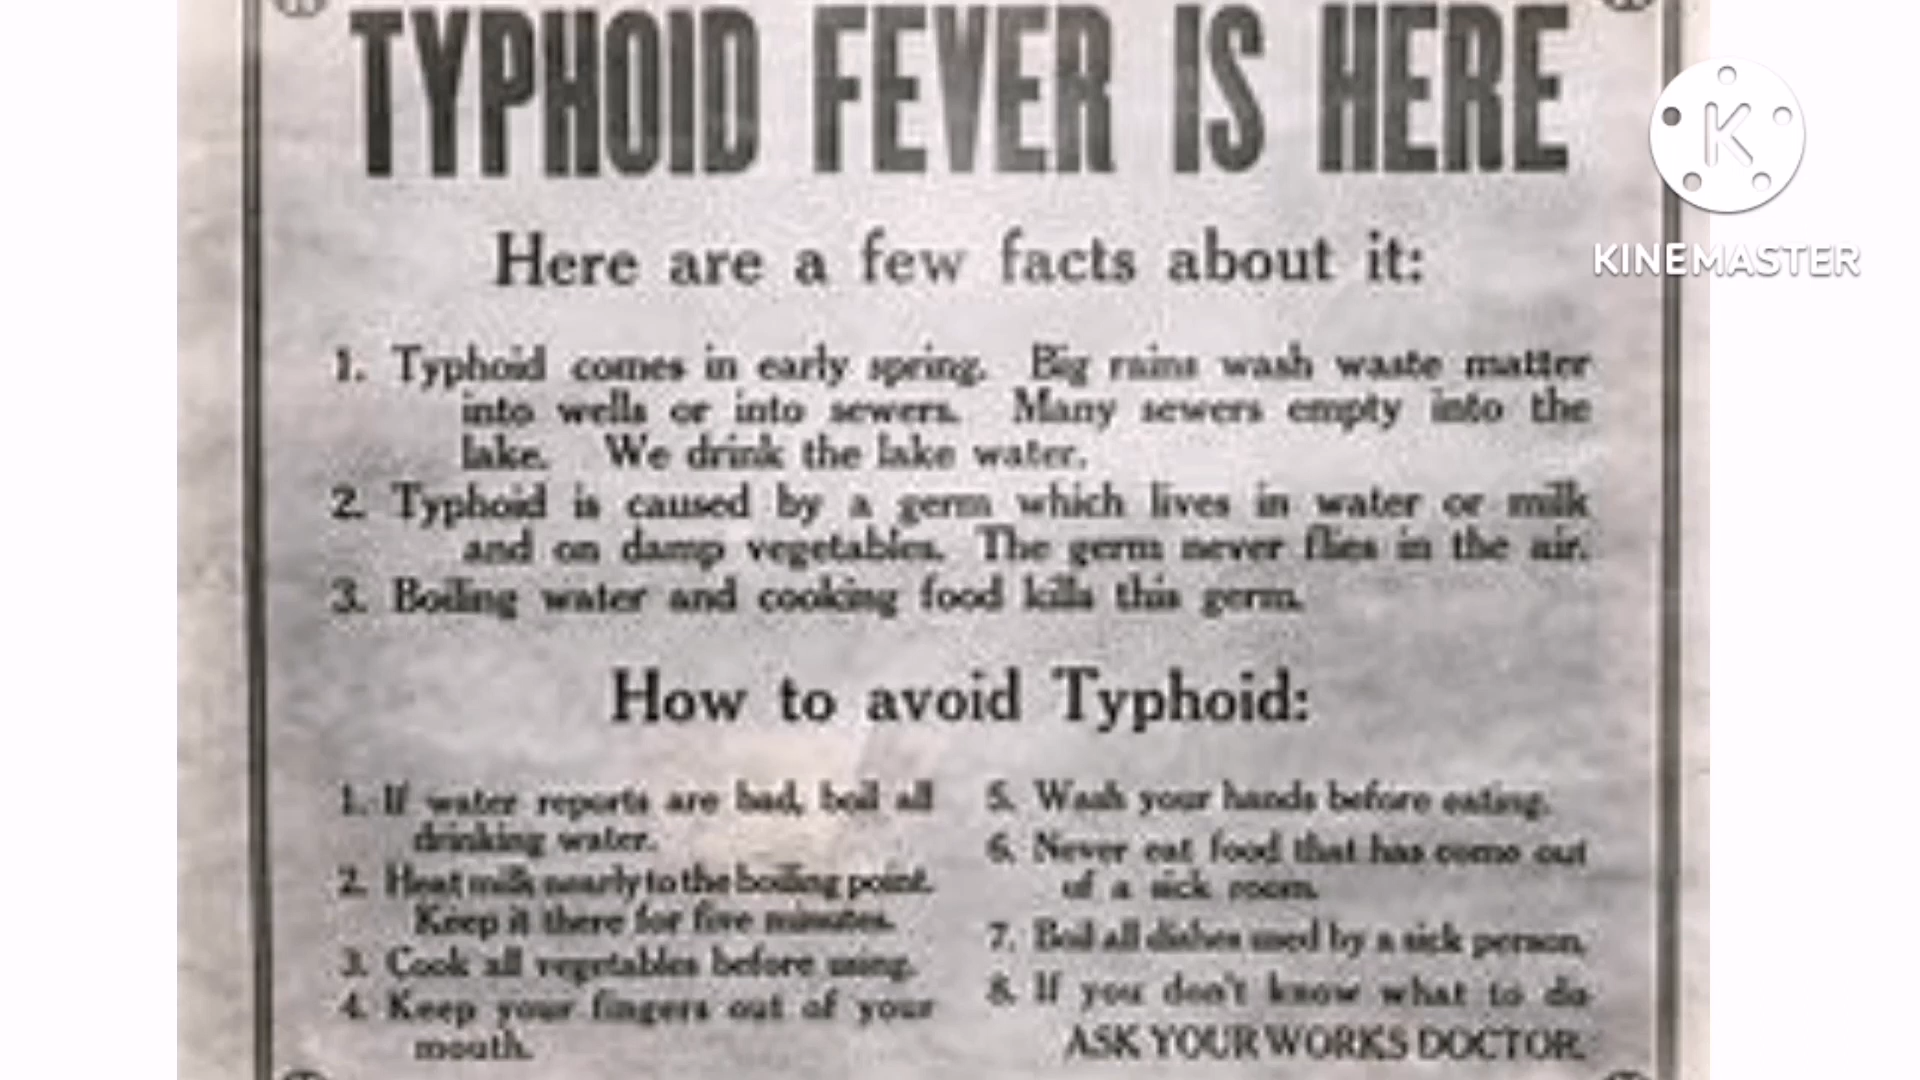 TYPHOID FEVER IS HERE
Here are a few facts about it:
1. Typhoid comes in early spring. Big rains wash waste matter
into wells or into sewers. Many sewers empty into the
lake. We drink the lake water.
2. Typhoid is caused by a germ which lives in water or milk
and on damp vegetables. The germ never flies in the air.
3. Boiling water and cooking food kills this germ.
How to avoid Typhoid:
1. If water reports are bad, boil all
drinking water.
2. Heat milk nearly to the boiling point.
Keep it there for five minutes.
3. Cook all vegetables before using.
4. Keep your fingers out of your
mouth.
5. Wash your hands before eating.
6. Never eat food that has come out
of a sick room.
7. Boil all dishes used by a sick person.
8. If you don't know what to do
ASK YOUR WORKS DOCTOR.
K
KINEMASTER